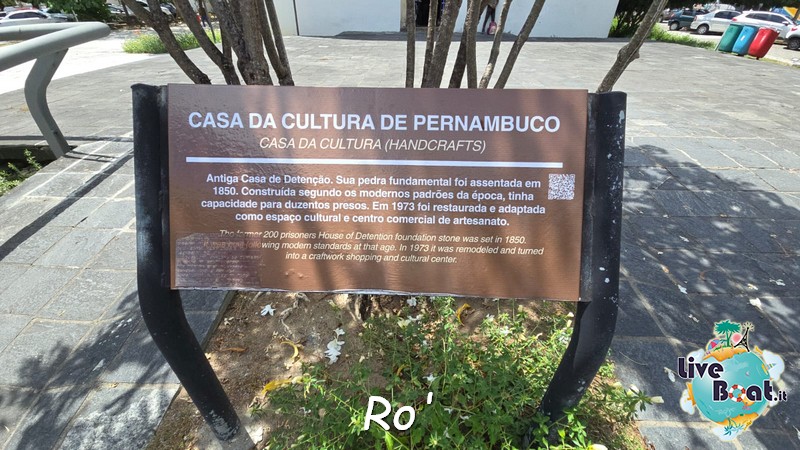 CASA DA CULTURA DE PERNAMBUCO
CASA DA CULTURA (HANDCRAFTS)
Antiga Casa de Detenção. Sua pedra fundamental foi assentada em
1850. Construída segundo os modernos padrões da época, tinha
capacidade para duzentos presos. Em 1973 foi restaurada e adaptada
como espaço cultural e centro comercial de artesanato.
The former 200 prisoners House of Detention foundation stone was set in 1850.
following modern standards at that age. In 1973 it was remodeled and turned
into a craftwork shopping and cultural center.
Live
Boat.it
Ro'